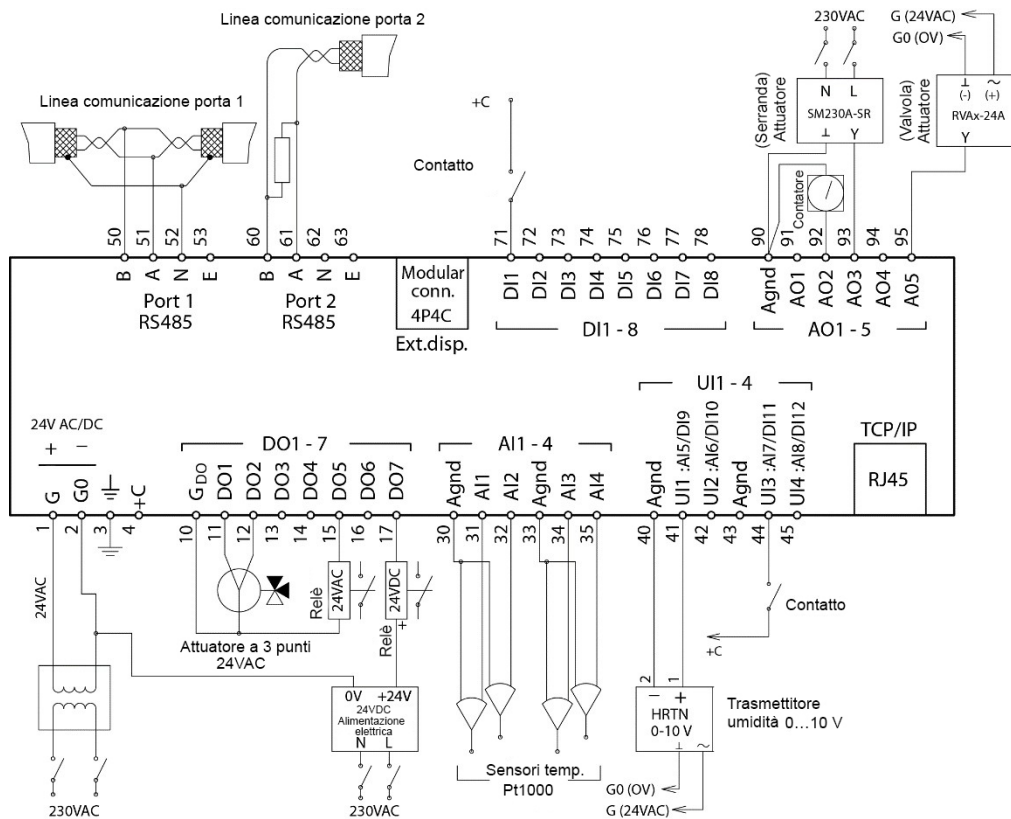 Linea comunicazione porta 2
Linea comunicazione porta 1
230VAC
G (24VAC)
G0 (OV)
+C
Contatto
(Serranda)
Attuatore
N L
SM230A-SR
⊥ Y
(Valvola)
Attuatore
⊥ ~
(-) (+)
RVAx-24A
Y
Contatore
50 51 52 53
60 61 62 63
71 72 73 74 75 76 77 78
90 91 92 93 94 95
B A N E
Port 1
RS485
B A N E
Port 2
RS485
Modular
conn.
4P4C
Ext.disp.
DI1 DI2 DI3 DI4 DI5 DI6 DI7 DI8
DI1 - 8
Agnd AO1 AO2 AO3 AO4 A05
AO1 - 5
24V AC/DC
+ −
G G0 +C
DO1 - 7
GDO DO1 DO2 DO3 DO4 DO5 DO6 DO7
AI1 - 4
Agnd AI1 AI2 Agnd AI3 AI4
UI1 - 4
Agnd
UI1 :AI5/DI9
UI2 :AI6/DI10
Agnd
UI3 :AI7/DI11
UI4 :AI8/DI12
TCP/IP
RJ45
1 2 3 4
10 11 12 13 14 15 16 17
30 31 32 33 34 35
40 41 42 43 44 45
24VAC
230VAC
Attuatore a 3 punti
24VAC
Relè
24VAC
Relè
24VDC
+
0V +24V
24VDC
Alimentazione
elettrica
N L
230VAC
Sensori temp.
Pt1000
Contatto
+C
2 1
− +
HRTN
0-10 V
⊥ ~
Trasmettitore
umidità 0...10 V
G0 (OV)
G (24VAC)